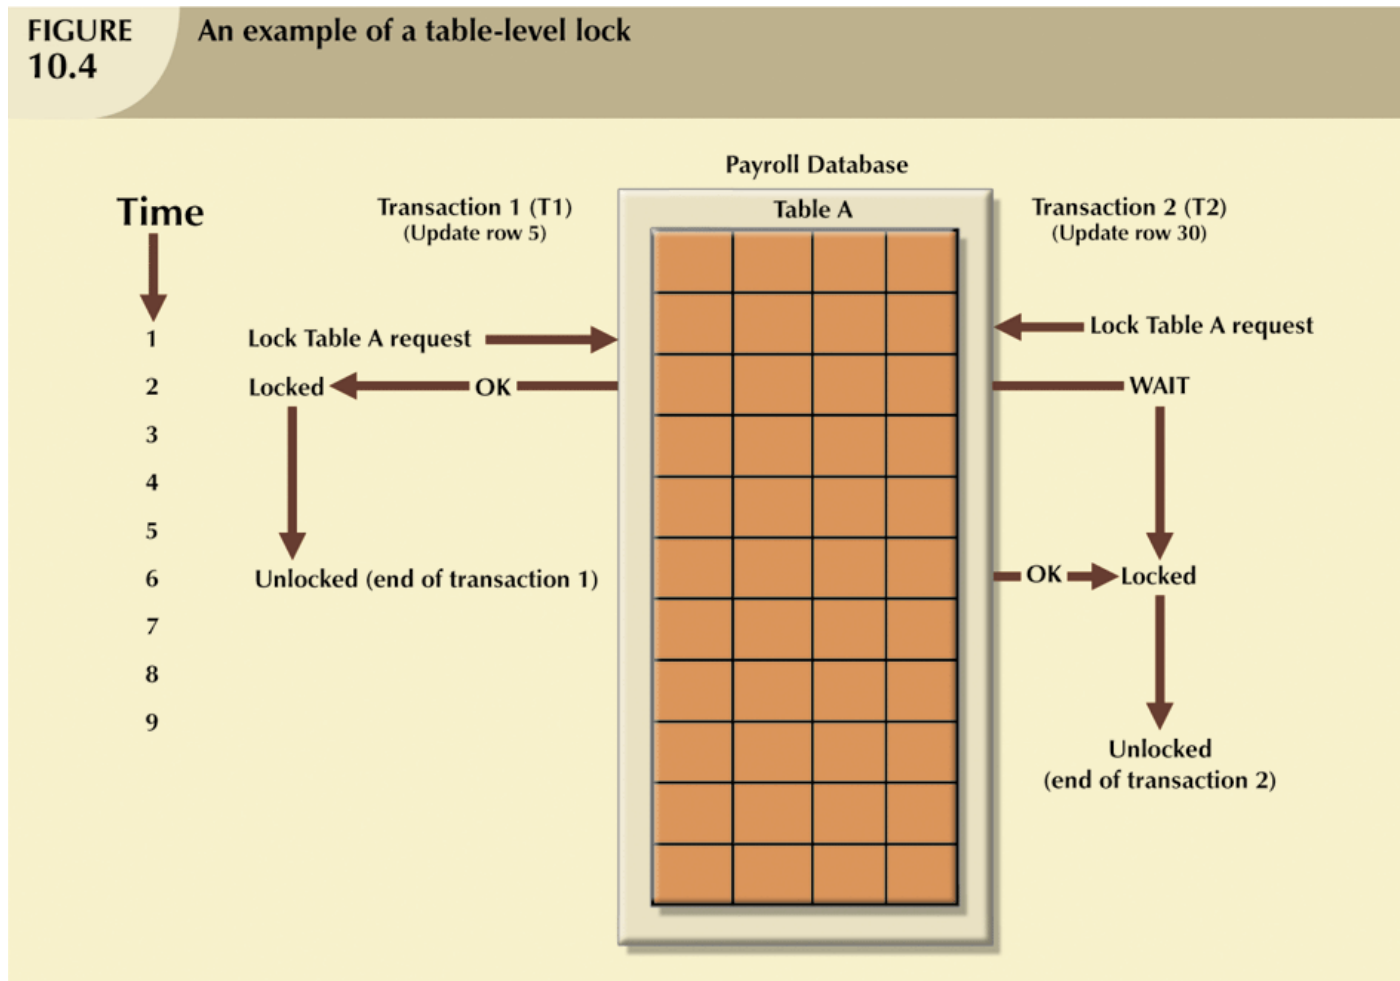 FIGURE
10.4
An example of a table-level lock
Payroll Database
Time
Transaction 1 (T1)
(Update row 5)
Table A
Transaction 2 (T2)
(Update row 30)
1
Lock Table A request
Lock Table A request
2
Locked
OK
WAIT
3
4
5
6
Unlocked (end of transaction 1)
OK
Locked
7
8
9
Unlocked
(end of transaction 2)